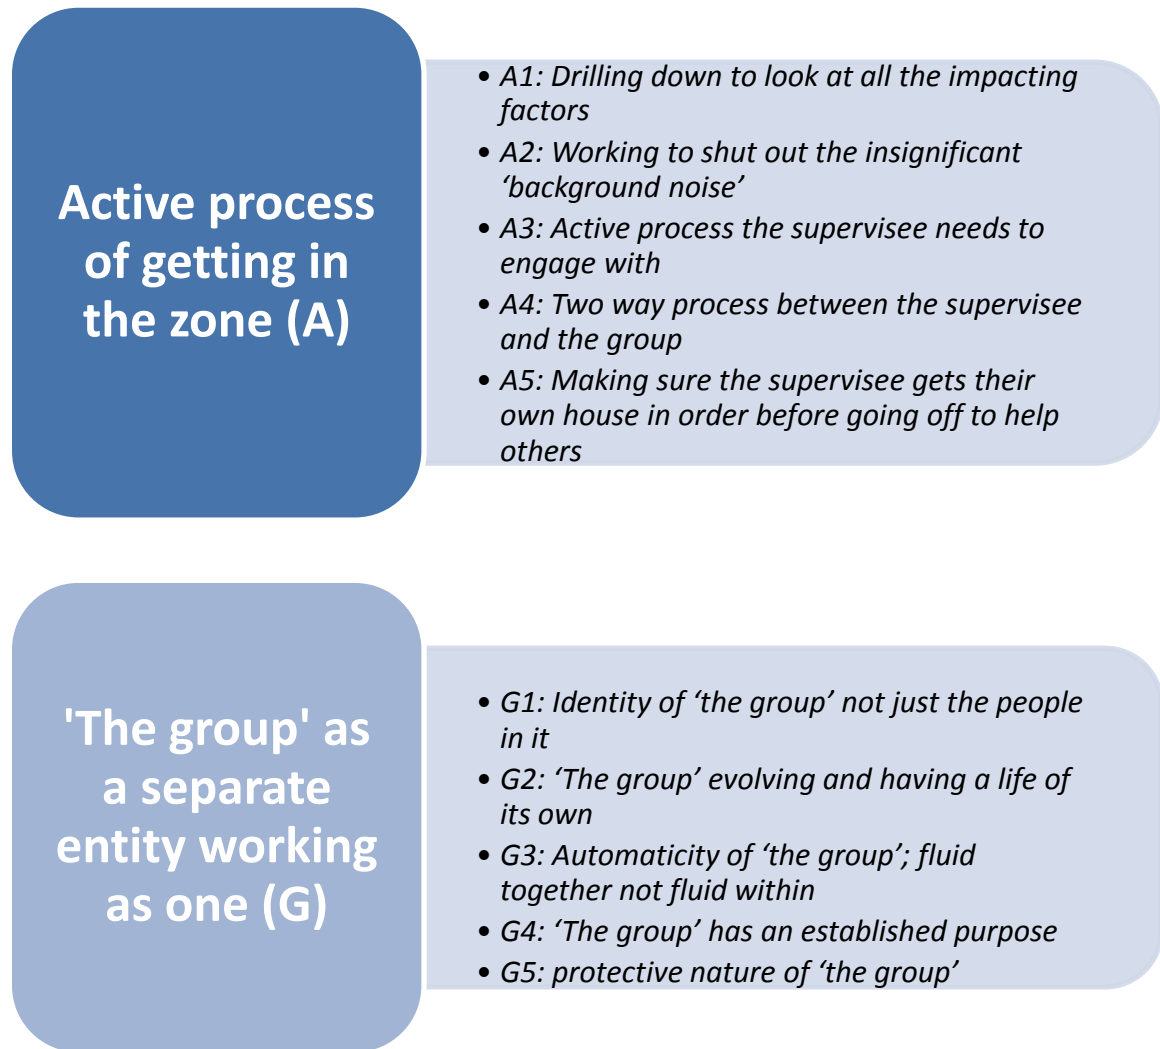 Active process
of getting in
the zone (A)
• A1: Drilling down to look at all the impacting
factors
• A2: Working to shut out the insignificant
‘background noise’
• A3: Active process the supervisee needs to
engage with
• A4: Two way process between the supervisee
and the group
• A5: Making sure the supervisee gets their
own house in order before going off to help
others
'The group' as
a separate
entity working
as one (G)
• G1: Identity of ‘the group’ not just the people
in it
• G2: ‘The group’ evolving and having a life of
its own
• G3: Automaticity of ‘the group’; fluid
together not fluid within
• G4: ‘The group’ has an established purpose
• G5: protective nature of ‘the group’